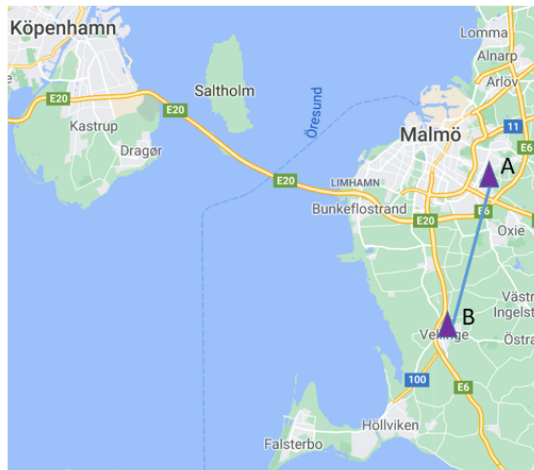 Köpenhamn
Lomma
Alnarp
Arlöv
Saltholm
E20
E20
Öresund
Kastrup
Malmö
11
E6
A
Dragør
E20
LIMHAMN
Bunkeflostrand
E20
E6
Oxie
Väst
Ingelst
B
Vellinge
Östra
100
E6
Höllviken
Falsterbo